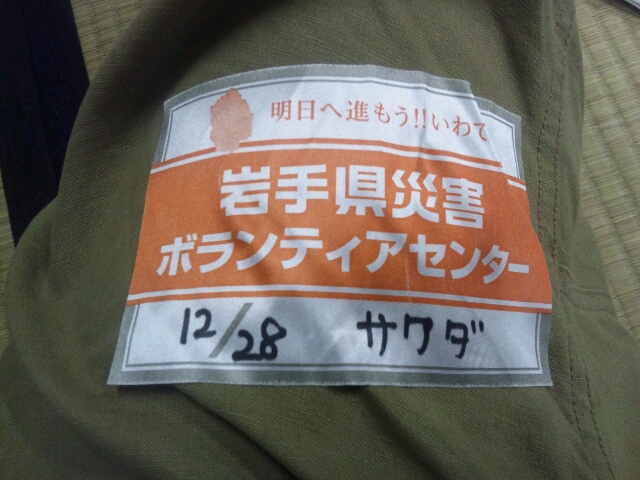 明日へ進もう!!いわて
岩手県災害
ボランティアセンター
12/28 サワダ